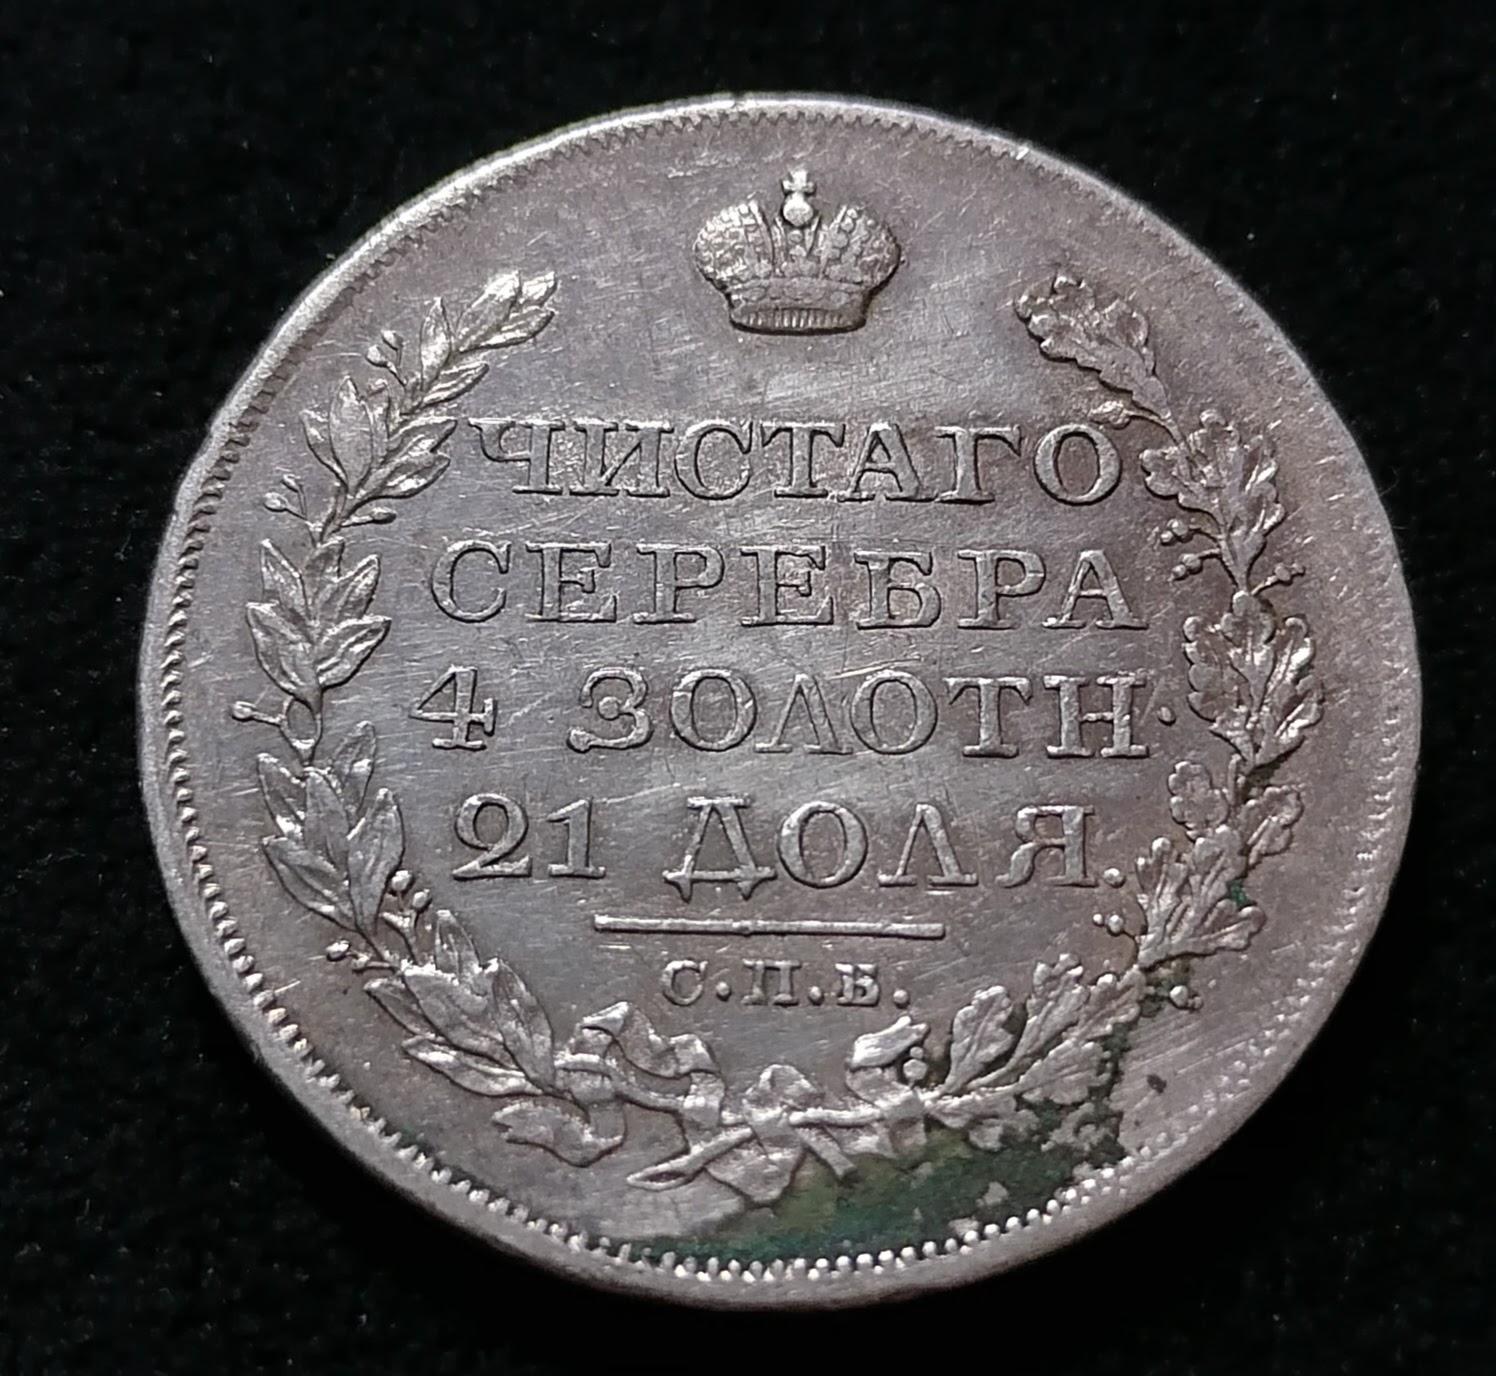 ЧИСТАГО
СЕРЕБРА
4 ЗОЛОТН.
21 ДОЛЯ.
С.П.Б.